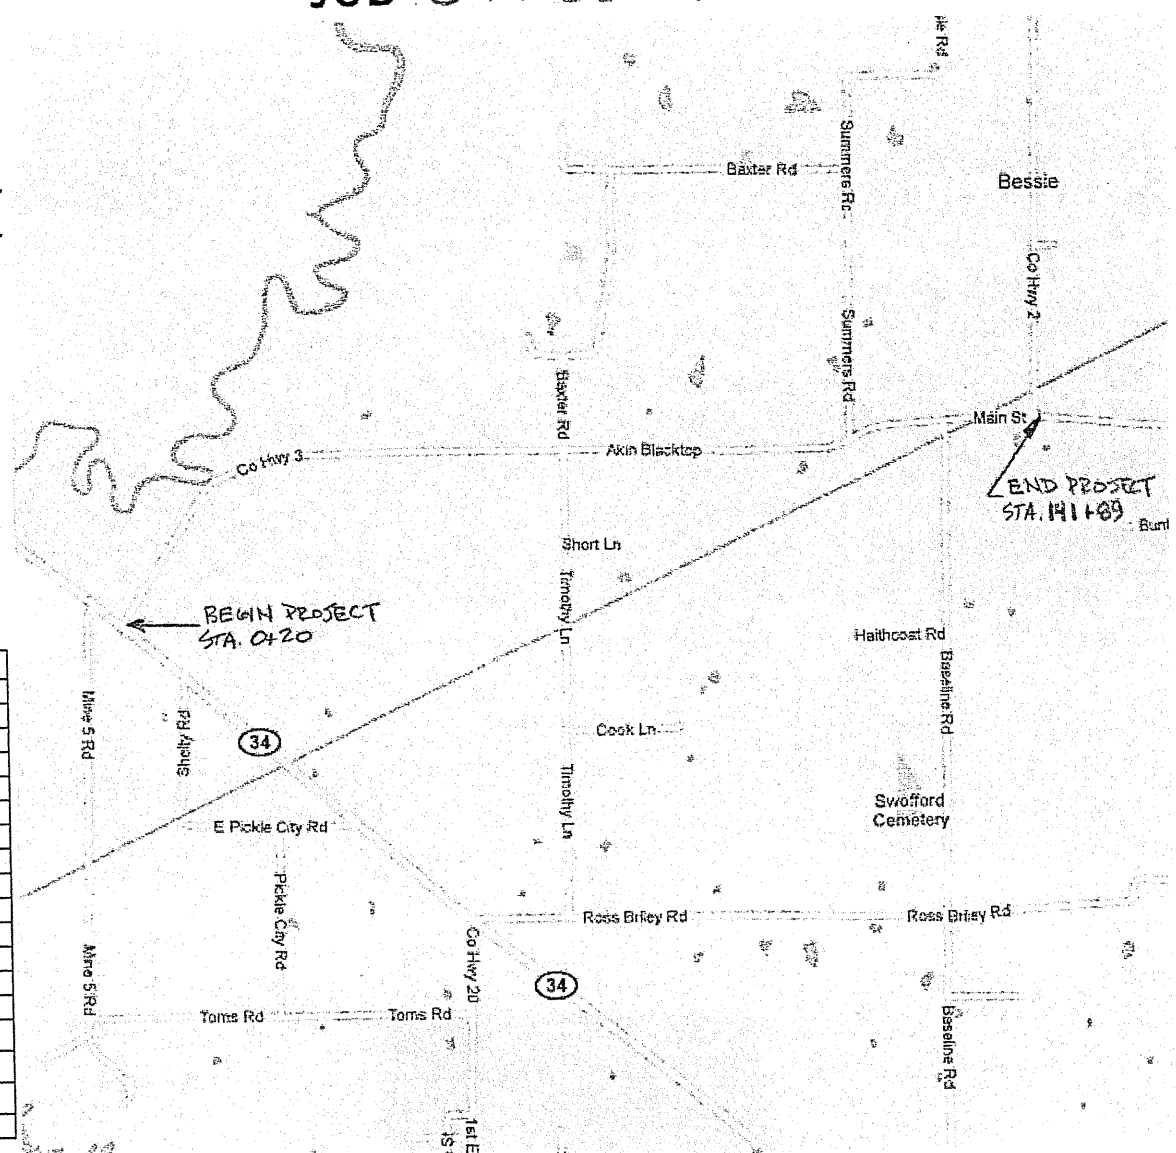 JOB
Baxter Rd
Summers Rd
Bessie
Co Hwy 2
Summers Rd
Baxter Rd
Main St
Co Hwy 3
Akin Blacktop
END PROJECT
STA. 141+89
Short Ln
Timothy Ln
BEGIN PROJECT
STA. 0+20
Haithcoat Rd
Baseline Rd
Mine 5 Rd
Shelly Rd
34
Cook Ln
Timothy Ln
Swofford
Cemetery
E Pickle City Rd
Pickle City Rd
Ross Briley Rd
Ross Briley Rd
Co Hwy 20
Mine 5 Rd
34
Toms Rd
Toms Rd
Baseline Rd
1st E